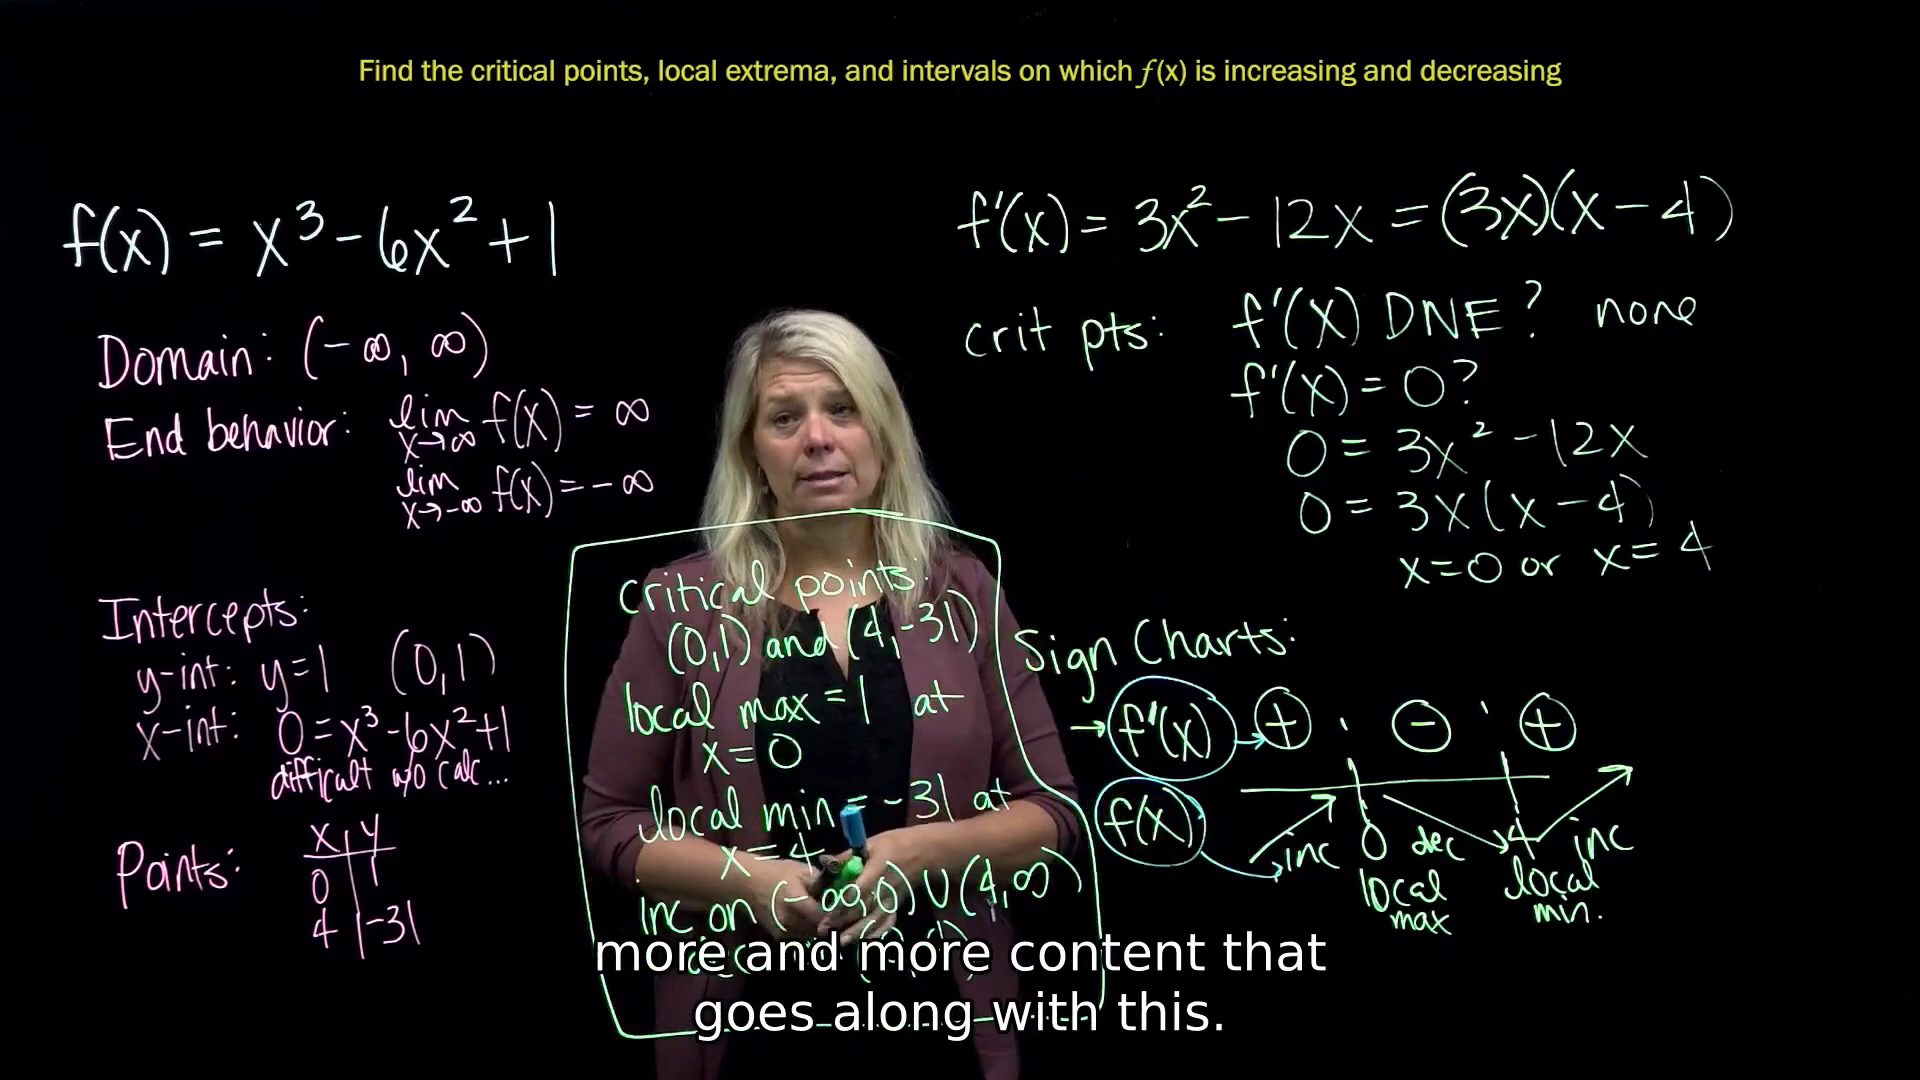 Find the critical points, local extrema, and intervals on which f(x) is increasing and decreasing
f(x) = x³ - 6x² + 1
Domain: (-∞, ∞)
End behavior: lim x→∞ f(x) = ∞
lim x→-∞ f(x) = -∞
Intercepts:
y-int: y=1 (0,1)
x-int: 0 = x³ - 6x² + 1
difficult w/o calc...
Points:
x | y
0 | 1
4 | -31
critical points:
(0,1) and (4,-31)
local max = 1 at
x = 0
local min = -31 at
x = 4
inc on (-∞,0) ∪ (4,∞)
f'(x) = 3x² - 12x = (3x)(x - 4)
crit pts: f'(x) DNE? none
f'(x) = 0?
0 = 3x² - 12x
0 = 3x(x - 4)
x=0 or x=4
Sign Charts:
→ f'(x) → + - +
f(x) → inc 0 dec 4 inc
local max
local min.
more and more content that
goes along with this.